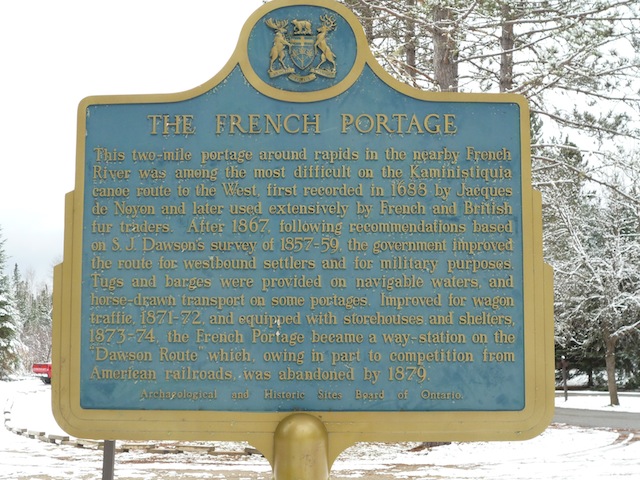 THE FRENCH PORTAGE
This two-mile portage around rapids in the nearby French
River was among the most difficult on the Kaministiquia
canoe route to the West, first recorded in 1688 by Jacques
de Noyon and later used extensively by French and British
fur traders. After 1867, following recommendations based
on S. J. Dawson's survey of 1857-59, the government improved
the route for westbound settlers and for military purposes.
Tugs and barges were provided on navigable waters, and
horse-drawn transport on some portages. Improved for wagon
traffic, 1871-72, and equipped with storehouses and shelters,
1873-74, the French Portage became a way-station on the
"Dawson Route" which, owing in part to competition from
American railroads, was abandoned by 1879.
Archaeological and Historic Sites Board of Ontario.